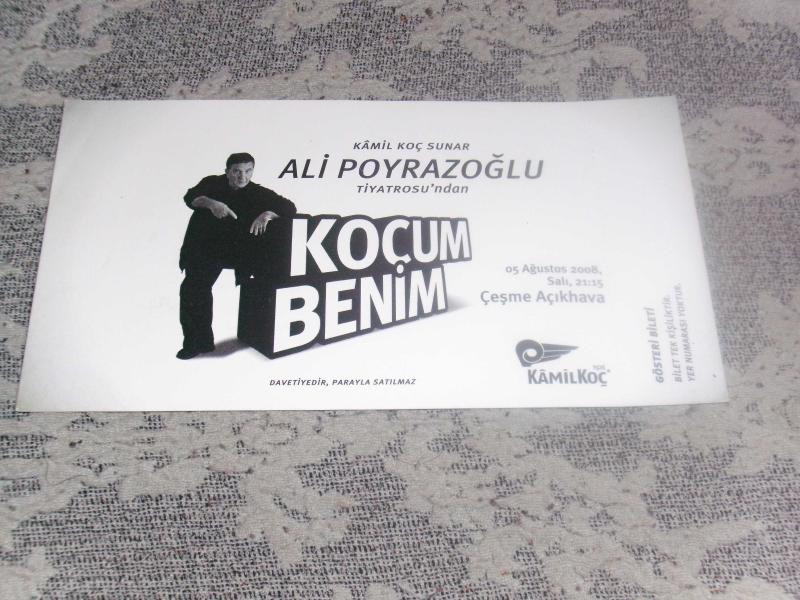 KÂMİL KOÇ SUNAR
ALİ POYRAZOĞLU
TİYATROSU'ndan
KOÇUM
BENİM
05 Ağustos 2008,
Salı, 21:15
Çeşme Açıkhava
KÂMİLKOÇ
DAVETİYEDİR, PARAYLA SATILMAZ
GÖSTERİ BİLETİ
BİLET TEK KİŞİLİKTİR.
YER NUMARASI YOKTUR.